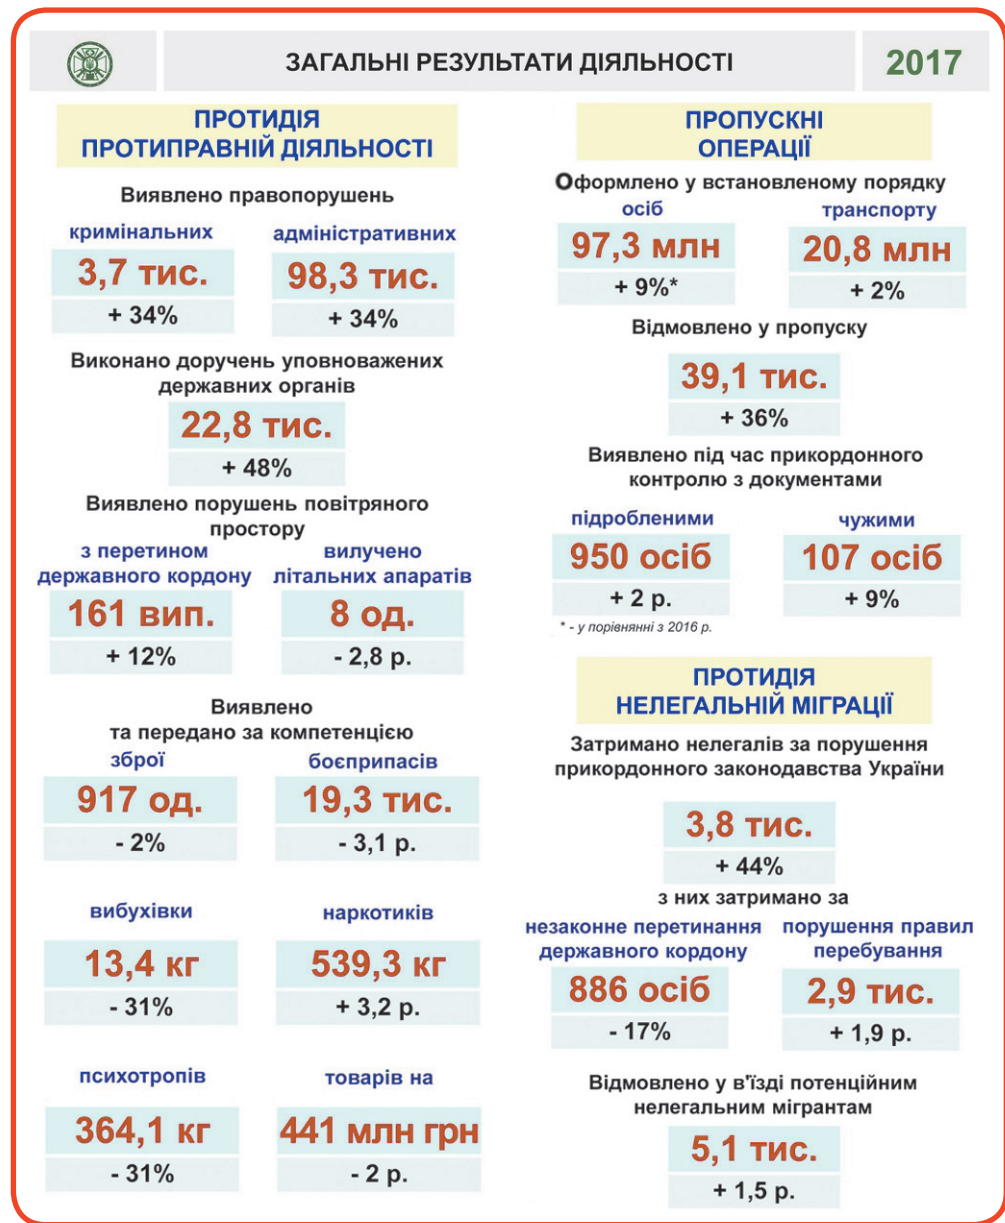 ЗАГАЛЬНІ РЕЗУЛЬТАТИ ДІЯЛЬНОСТІ
2017
ПРОТИДІЯ
ПРОТИПРАВНІЙ ДІЯЛЬНОСТІ
Виявлено правопорушень
кримінальних
адміністративних
3,7 тис.
98,3 тис.
+ 34%
+ 34%
Виконано доручень уповноважених
державних органів
22,8 тис.
+ 48%
Виявлено порушень повітряного
простору
з перетином
державного кордону
вилучено
літальних апаратів
161 вип.
8 од.
+ 12%
- 2,8 р.
Виявлено
та передано за компетенцією
зброї
боєприпасів
917 од.
19,3 тис.
- 2%
- 3,1 р.
вибухівки
наркотиків
13,4 кг
539,3 кг
- 31%
+ 3,2 р.
психотропів
товарів на
364,1 кг
441 млн грн
- 31%
- 2 р.
ПРОПУСКНІ
ОПЕРАЦІЇ
Оформлено у встановленому порядку
осіб
транспорту
97,3 млн
20,8 млн
+ 9%*
+ 2%
Відмовлено у пропуску
39,1 тис.
+ 36%
Виявлено під час прикордонного
контролю з документами
підробленими
чужими
950 осіб
107 осіб
+ 2 р.
+ 9%
* - у порівнянні з 2016 р.
ПРОТИДІЯ
НЕЛЕГАЛЬНІЙ МІГРАЦІЇ
Затримано нелегалів за порушення
прикордонного законодавства України
3,8 тис.
+ 44%
з них затримано за
незаконне перетинання
державного кордону
порушення правил
перебування
886 осіб
2,9 тис.
- 17%
+ 1,9 р.
Відмовлено у в'їзді потенційним
нелегальним мігрантам
5,1 тис.
+ 1,5 р.